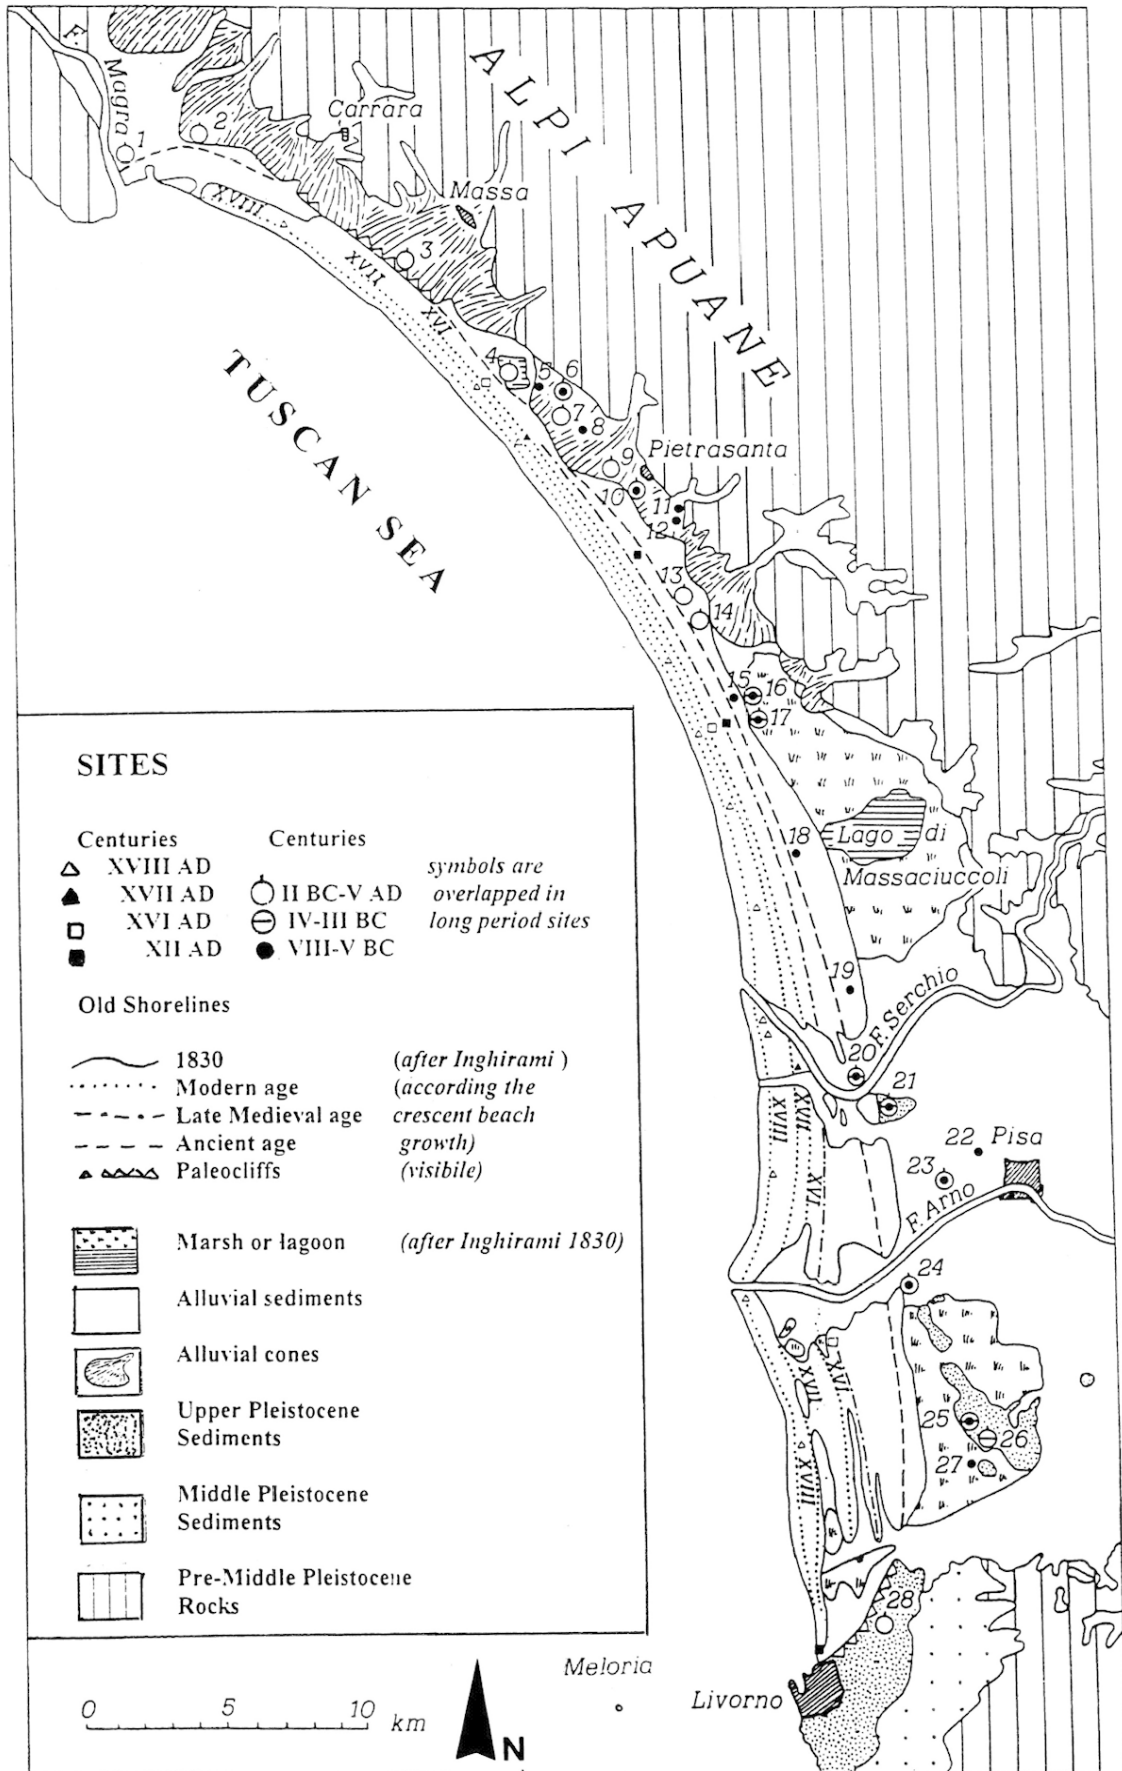 F. Magra
1
2
Carrara
ALPI APUANE
Massa
XVIII
3
XVII
XVI
TUSCAN SEA
4
5
6
7
8
Pietrasanta
9
10
11
12
13
14
15
16
17
18
Lago di
Massaciuccoli
19
F. Serchio
20
21
XVIII
XVII
XVI
22 Pisa
23
F. Arno
24
XVII
XVI
25
26
27
XVIII
28
Livorno
Meloria
SITES
Centuries Centuries
XVIII AD symbols are
XVII AD II BC-V AD overlapped in
XVI AD IV-III BC long period sites
XII AD VIII-V BC
Old Shorelines
1830 (after Inghirami )
Modern age (according the
Late Medieval age crescent beach
Ancient age growth)
Paleocliffs (visibile)
Marsh or lagoon (after Inghirami 1830)
Alluvial sediments
Alluvial cones
Upper Pleistocene
Sediments
Middle Pleistocene
Sediments
Pre-Middle Pleistocene
Rocks
0 5 10 km
N